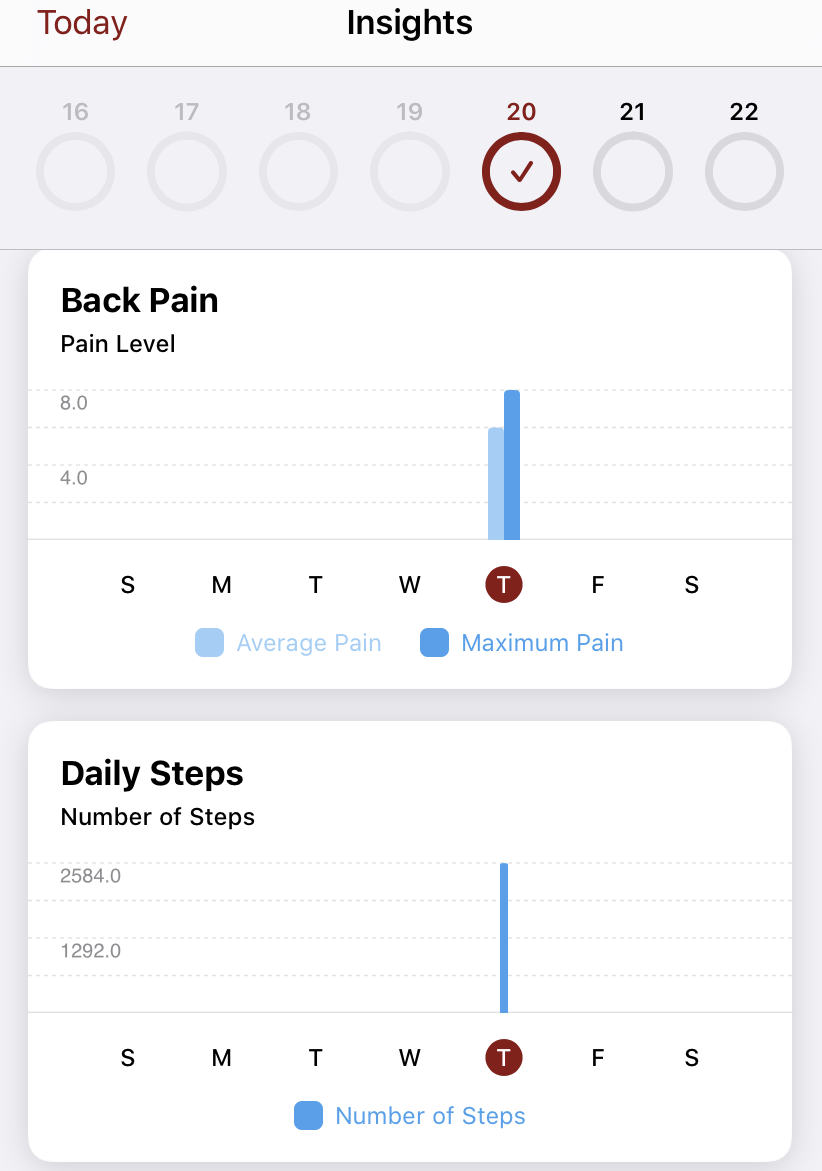 Today Insights
16 17 18 19 20 21 22
Back Pain
Pain Level
8.0
4.0
S M T W T F S
Average Pain Maximum Pain
Daily Steps
Number of Steps
2584.0
1292.0
S M T W T F S
Number of Steps